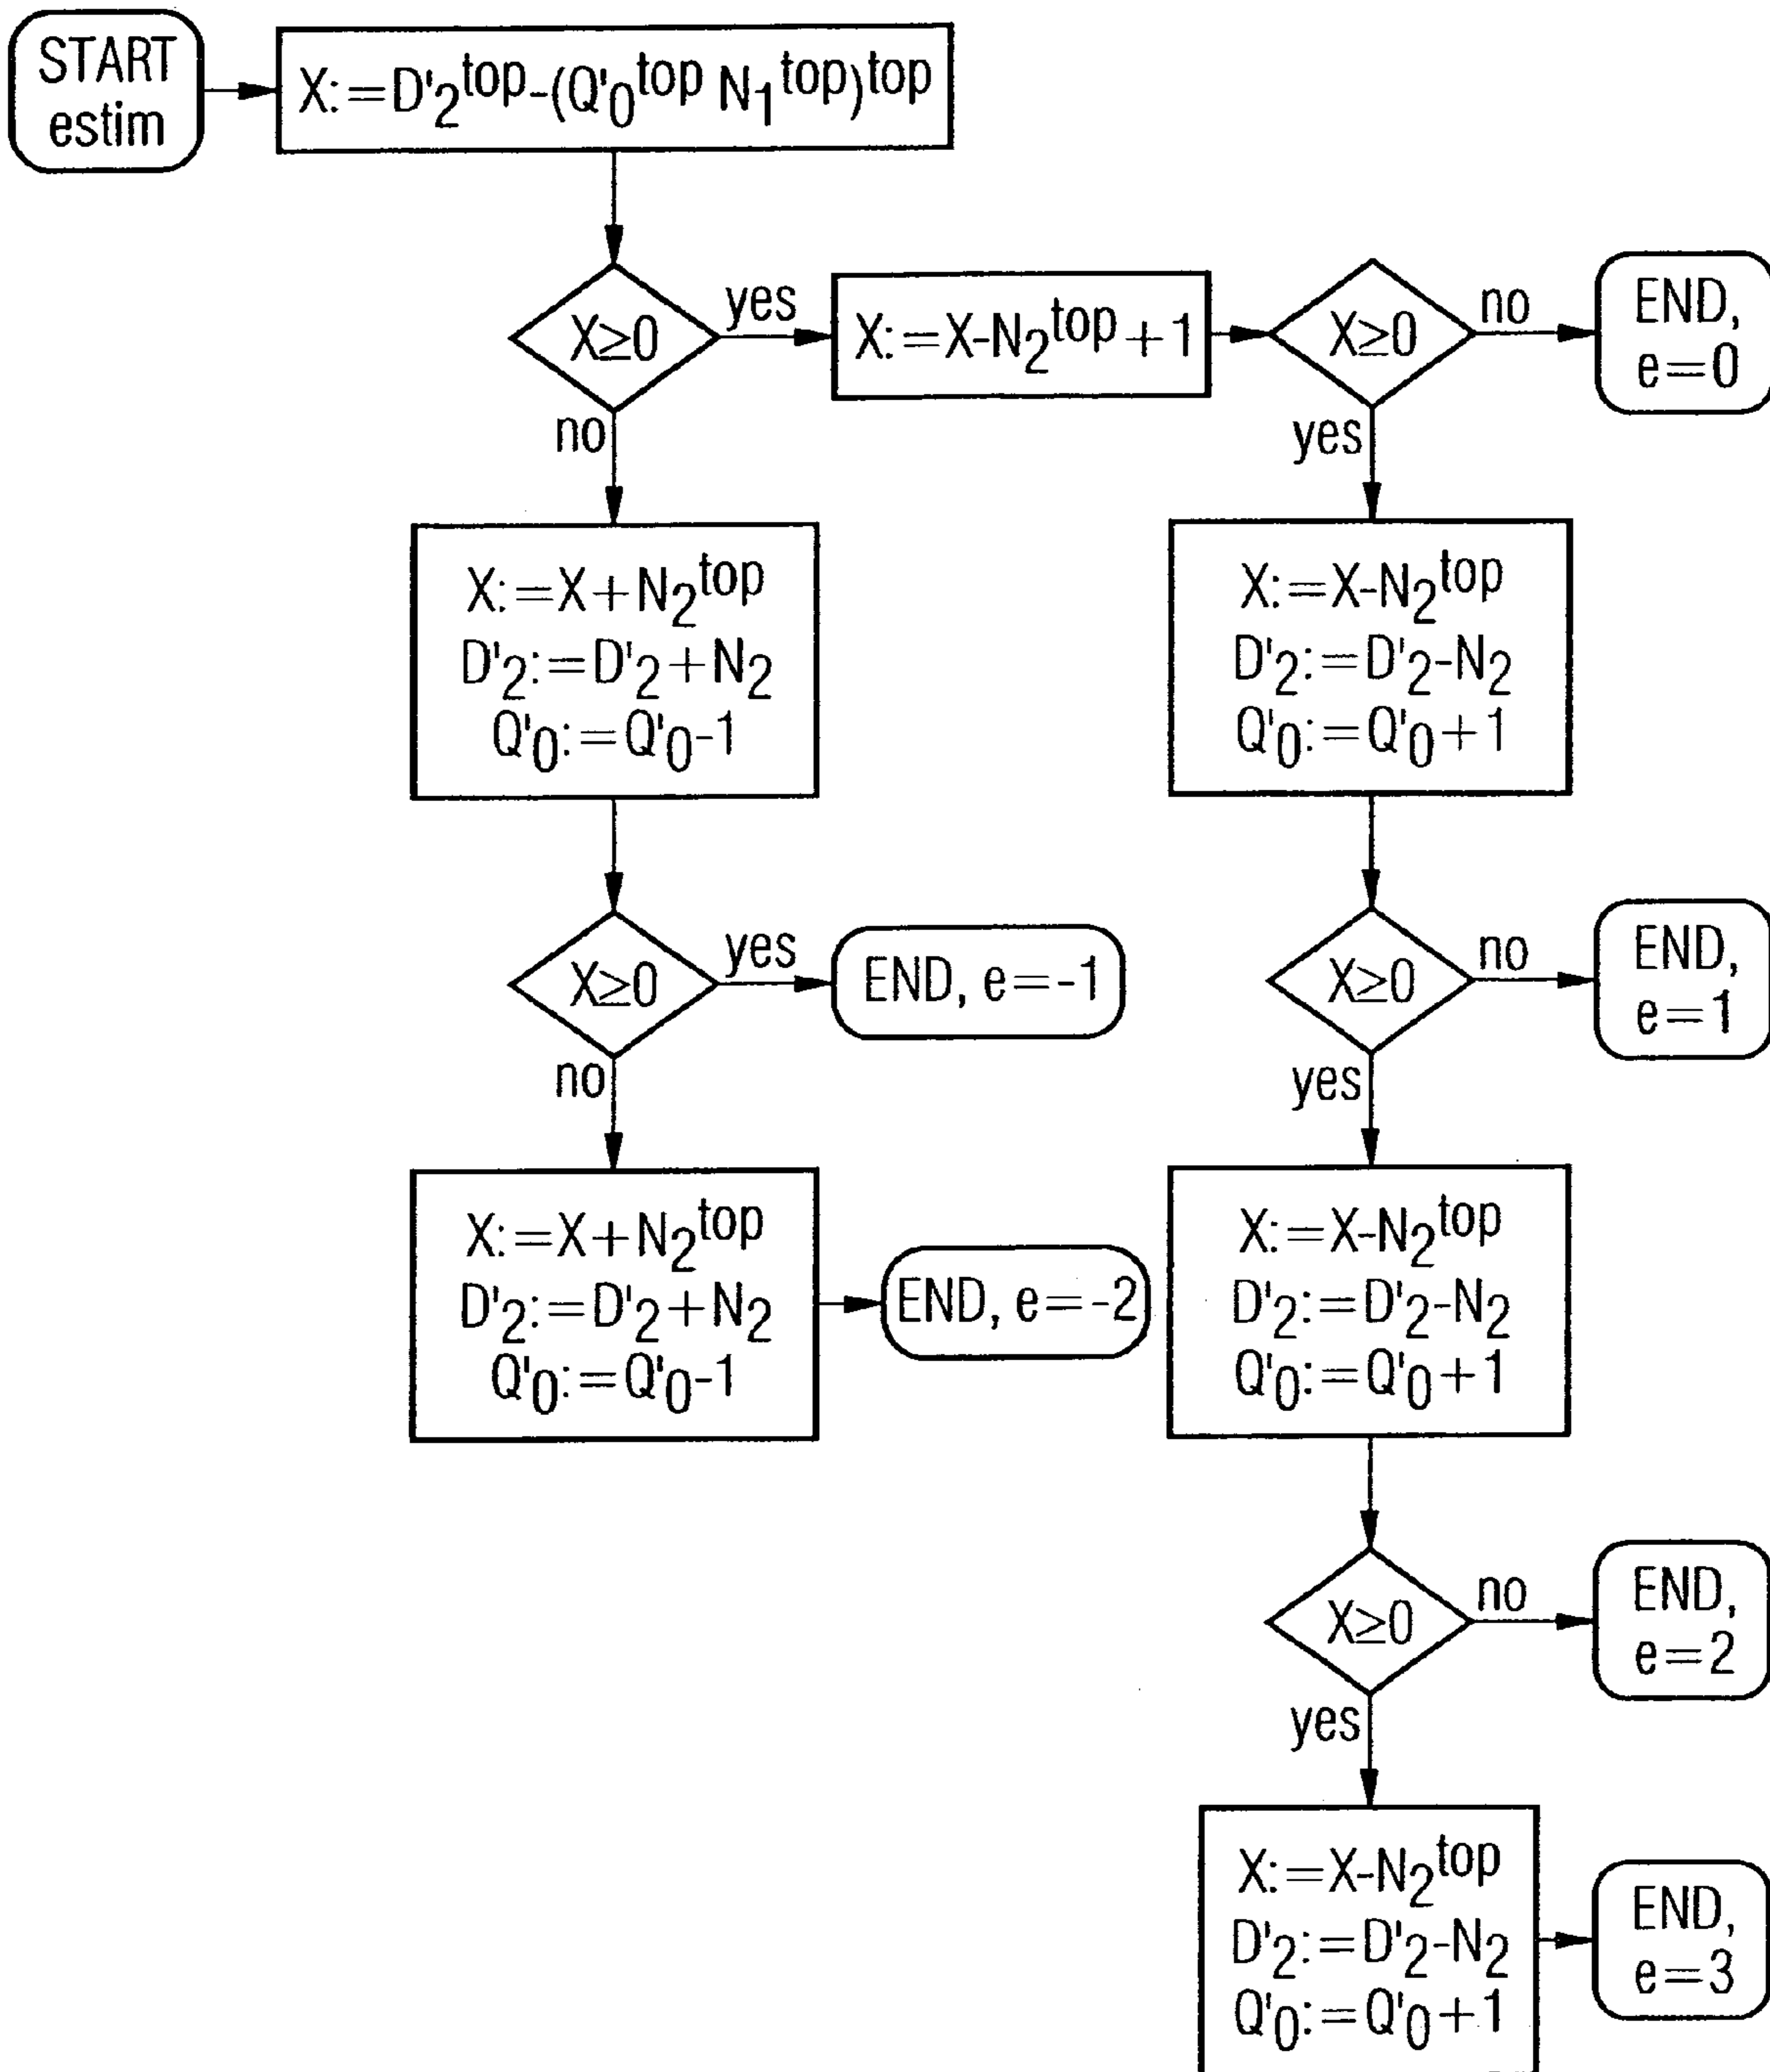 START
estim
X:=D'2top-(Q'0top N1top)top
X≥0
yes
X:=X-N2top+1
X≥0
no
END,
e=0
no
yes
X:=X+N2top
D'2:=D'2+N2
Q'0:=Q'0-1
X:=X-N2top
D'2:=D'2-N2
Q'0:=Q'0+1
X≥0
yes
END, e=-1
X≥0
no
END,
e=1
no
yes
X:=X+N2top
D'2:=D'2+N2
Q'0:=Q'0-1
END, e=-2
X:=X-N2top
D'2:=D'2-N2
Q'0:=Q'0+1
X≥0
no
END,
e=2
yes
X:=X-N2top
D'2:=D'2-N2
Q'0:=Q'0+1
END,
e=3